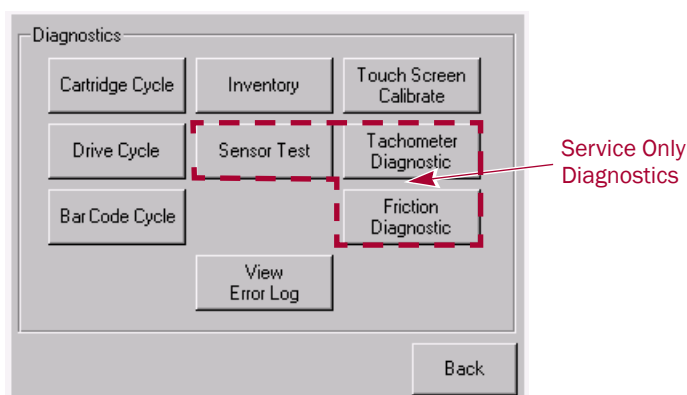 Diagnostics
Cartridge Cycle
Inventory
Touch Screen
Calibrate
Drive Cycle
Sensor Test
Tachometer
Diagnostic
Bar Code Cycle
Friction
Diagnostic
View
Error Log
Back
Service Only
Diagnostics